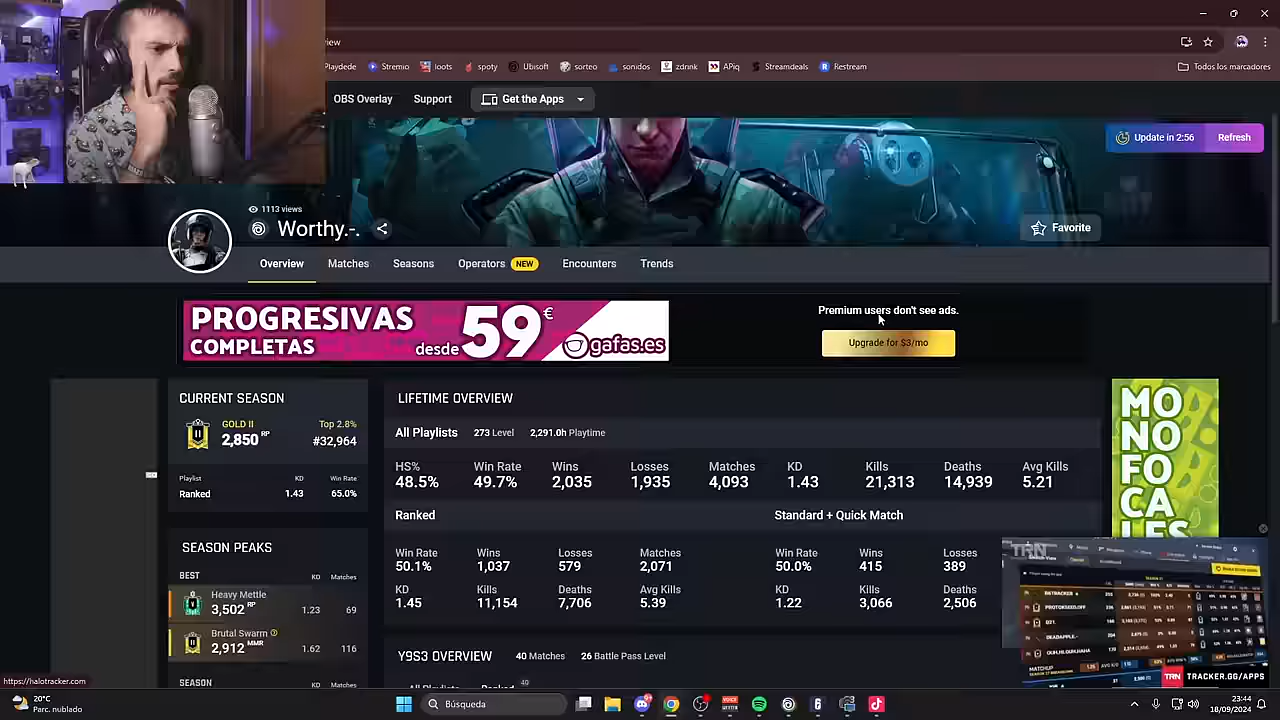 iew
Playdede
Stremio
loots
spoty
Ubisoft
sorteo
sonidos
zdrink
APiq
Streamdeals
Restream
Todos los marcadores
OBS Overlay
Support
Get the Apps
Update in 2:56
Refresh
1113 views
Worthy.-.
Favorite
Overview
Matches
Seasons
Operators NEW
Encounters
Trends
PROGRESIVAS
COMPLETAS
desde 59€
gafas.es
Premium users don't see ads.
Upgrade for $3/mo
CURRENT SEASON
GOLD II
Top 2.8%
2,850 RP
#32,964
Playlist KD Win Rate
Ranked 1.43 65.0%
SEASON PEAKS
BEST KD Matches
Heavy Mettle
3,502 RP 1.23 69
Brutal Swarm
2,912 MMR 1.62 116
SEASON KD Matches
LIFETIME OVERVIEW
All Playlists 273 Level 2,291.0h Playtime
HS% Win Rate Wins Losses Matches KD Kills Deaths Avg Kills
48.5% 49.7% 2,035 1,935 4,093 1.43 21,313 14,939 5.21
Ranked
Standard + Quick Match
Win Rate Wins Losses Matches
50.1% 1,037 579 2,071
KD Kills Deaths Avg Kills
1.45 11,154 7,706 5.39
Win Rate Wins Losses
50.0% 415 389
KD Kills Deaths
1.22 3,066 2,506
Y9S3 OVERVIEW 40 Matches 26 Battle Pass Level
All Playlists
Ranked
MO
NO
FO
CA
LES
TRN
TRN TRACKER.GG/APPS
https://halotracker.com
20°C
Parc. nublado
Búsqueda
23:44
18/09/2024